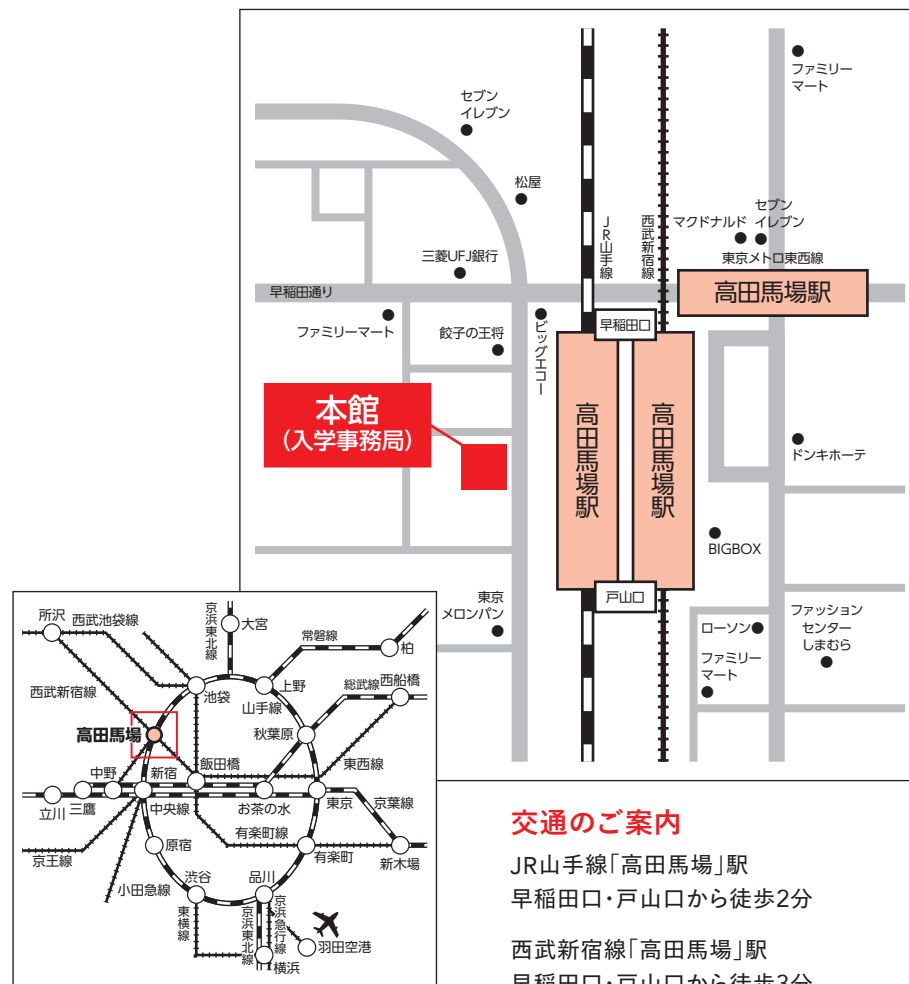 ファミリー
マート
セブン
イレブン
松屋
JR山手線
西武新宿線
マクドナルド
セブン
イレブン
三菱UFJ銀行
東京メトロ東西線
高田馬場駅
早稲田通り
ファミリーマート
餃子の王将
ビッグエコー
早稲田口
本館
(入学事務局)
高田馬場駅
高田馬場駅
ドンキホーテ
BIGBOX
東京
メロンパン
戸山口
ローソン
ファミリー
マート
ファッション
センター
しまむら
所沢
西武池袋線
京浜東北線
大宮
常磐線
柏
西武新宿線
池袋
上野
山手線
総武線
西船橋
高田馬場
秋葉原
中野
新宿
飯田橋
東西線
立川
三鷹
中央線
お茶の水
東京
京葉線
有楽町線
京王線
原宿
有楽町
新木場
小田急線
渋谷
品川
東横線
京浜東北線
京浜急行線
羽田空港
横浜
交通のご案内
JR山手線「高田馬場」駅
早稲田口・戸山口から徒歩2分
西武新宿線「高田馬場」駅
早稲田口・戸山口から徒歩3分